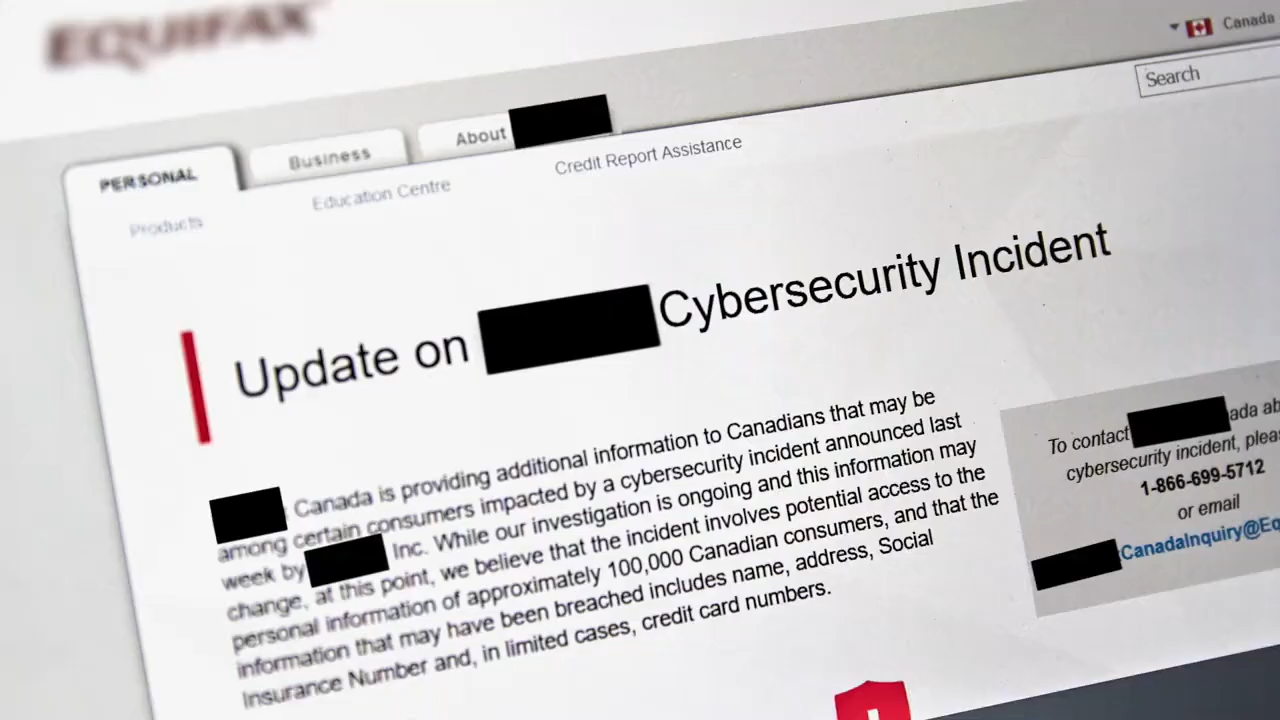 EQUIFAX
Canada
Search
PERSONAL
Business
About
Products
Education Centre
Credit Report Assistance
Update on Cybersecurity Incident
Canada is providing additional information to Canadians that may be
among certain consumers impacted by a cybersecurity incident announced last
week by Inc. While our investigation is ongoing and this information may
change, at this point, we believe that the incident involves potential access to the
personal information of approximately 100,000 Canadian consumers, and that the
information that may have been breached includes name, address, Social
Insurance Number and, in limited cases, credit card numbers.
To contact ada ab
cybersecurity incident, pleas
1-866-699-5712
or email
CanadaInquiry@Eq